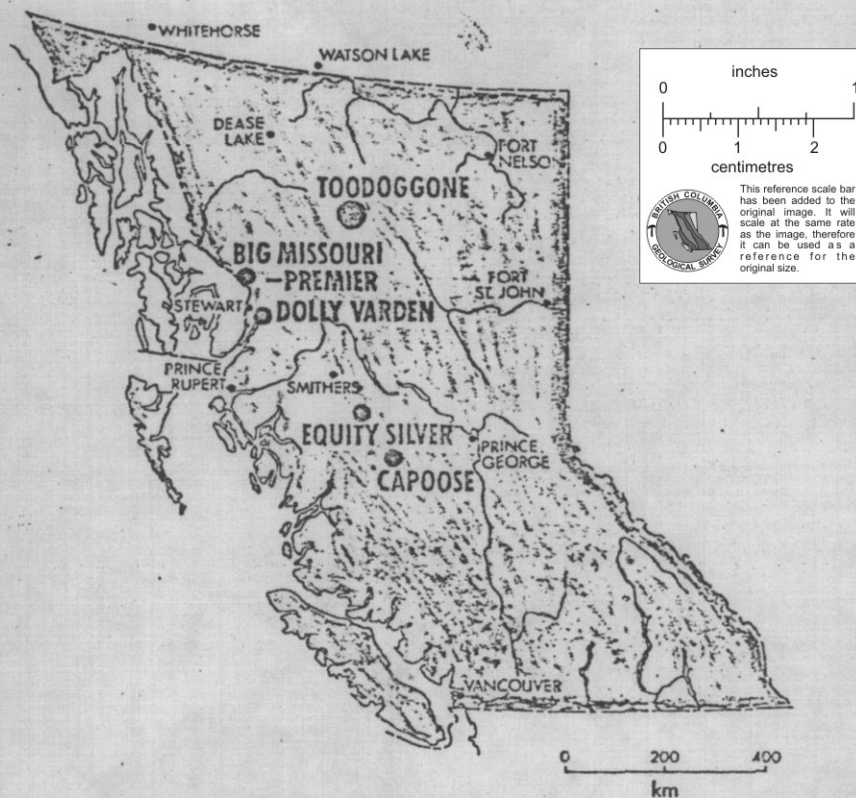 WHITEHORSE
WATSON LAKE
DEASE
LAKE
FORT
NELSON
TOODOGGONE
BIG MISSOURI
–PREMIER
FORT
ST. JOHN
STEWART
DOLLY VARDEN
PRINCE
RUPERT
SMITHERS
EQUITY SILVER
PRINCE
GEORGE
CAPOOSE
VANCOUVER
0 200 400
km
inches
0 1
0 1 2
centimetres
BRITISH COLUMBIA
GEOLOGICAL SURVEY
This reference scale bar
has been added to the
original image. It will
scale at the same rate
as the image, therefore
it can be used as a
reference for the
original size.